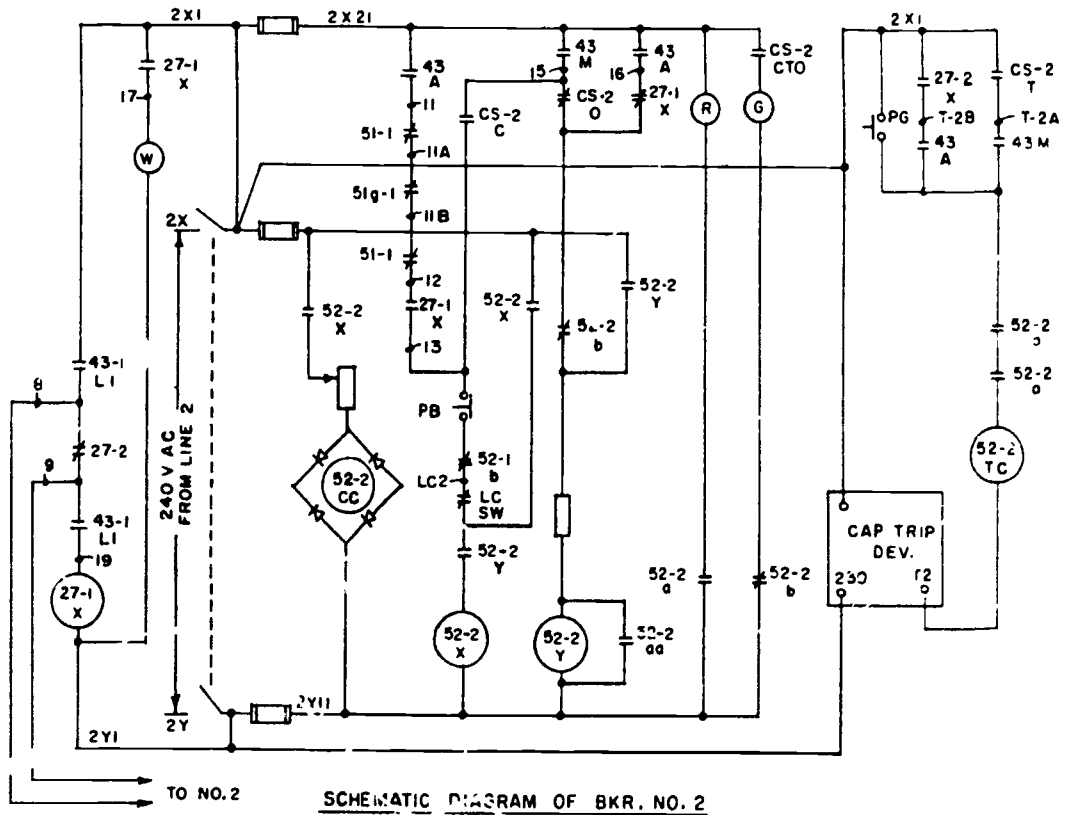 2X1
2X21
2X1
27-1
X
17
W
43
A
11
51-1
11A
51g-1
11B
51-1
12
27-1
X
13
CS-2
C
43
M
15
CS-2
O
43
A
16
27-1
X
R
G
CS-2
CTO
PG
27-2
X
T-2B
43
A
CS-2
T
T-2A
43M
2X
240 VAC
FROM LINE 2
2Y
52-2
X
52-2
CC
52-2
X
52-2
Y
b
PB
52-1
b
LC2
LC
SW
52-2
Y
52-2
X
52-2
Y
aa
52-2
a
52-2
b
52-2
52-2
a
52-2
TC
CAP TRIP
DEV.
43-1
L1
8
27-2
9
43-1
L1
19
27-1
X
2Y1
2Y11
TO NO.2
SCHEMATIC DIAGRAM OF BKR. NO. 2